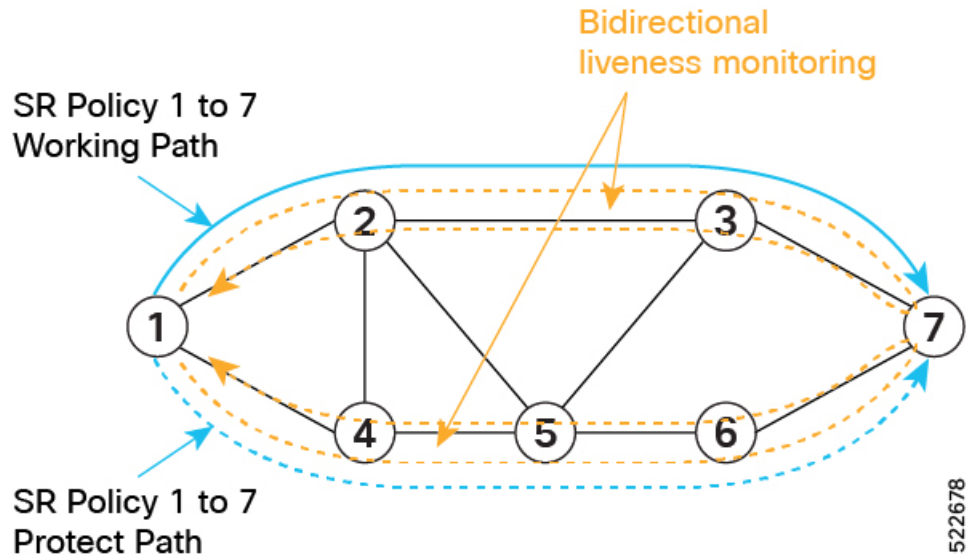 Bidirectional
liveness monitoring
SR Policy 1 to 7
Working Path
2
3
1
7
4
5
6
SR Policy 1 to 7
Protect Path
522678